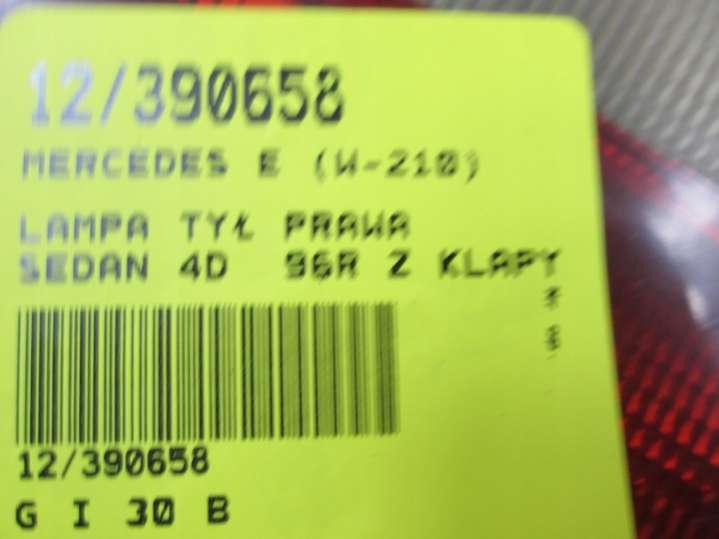 12/390658
MERCEDES E (W-210)
LAMPA TYŁ PRAWA
SEDAN 4D 96R Z KLAPY
12/390658
G I 30 B